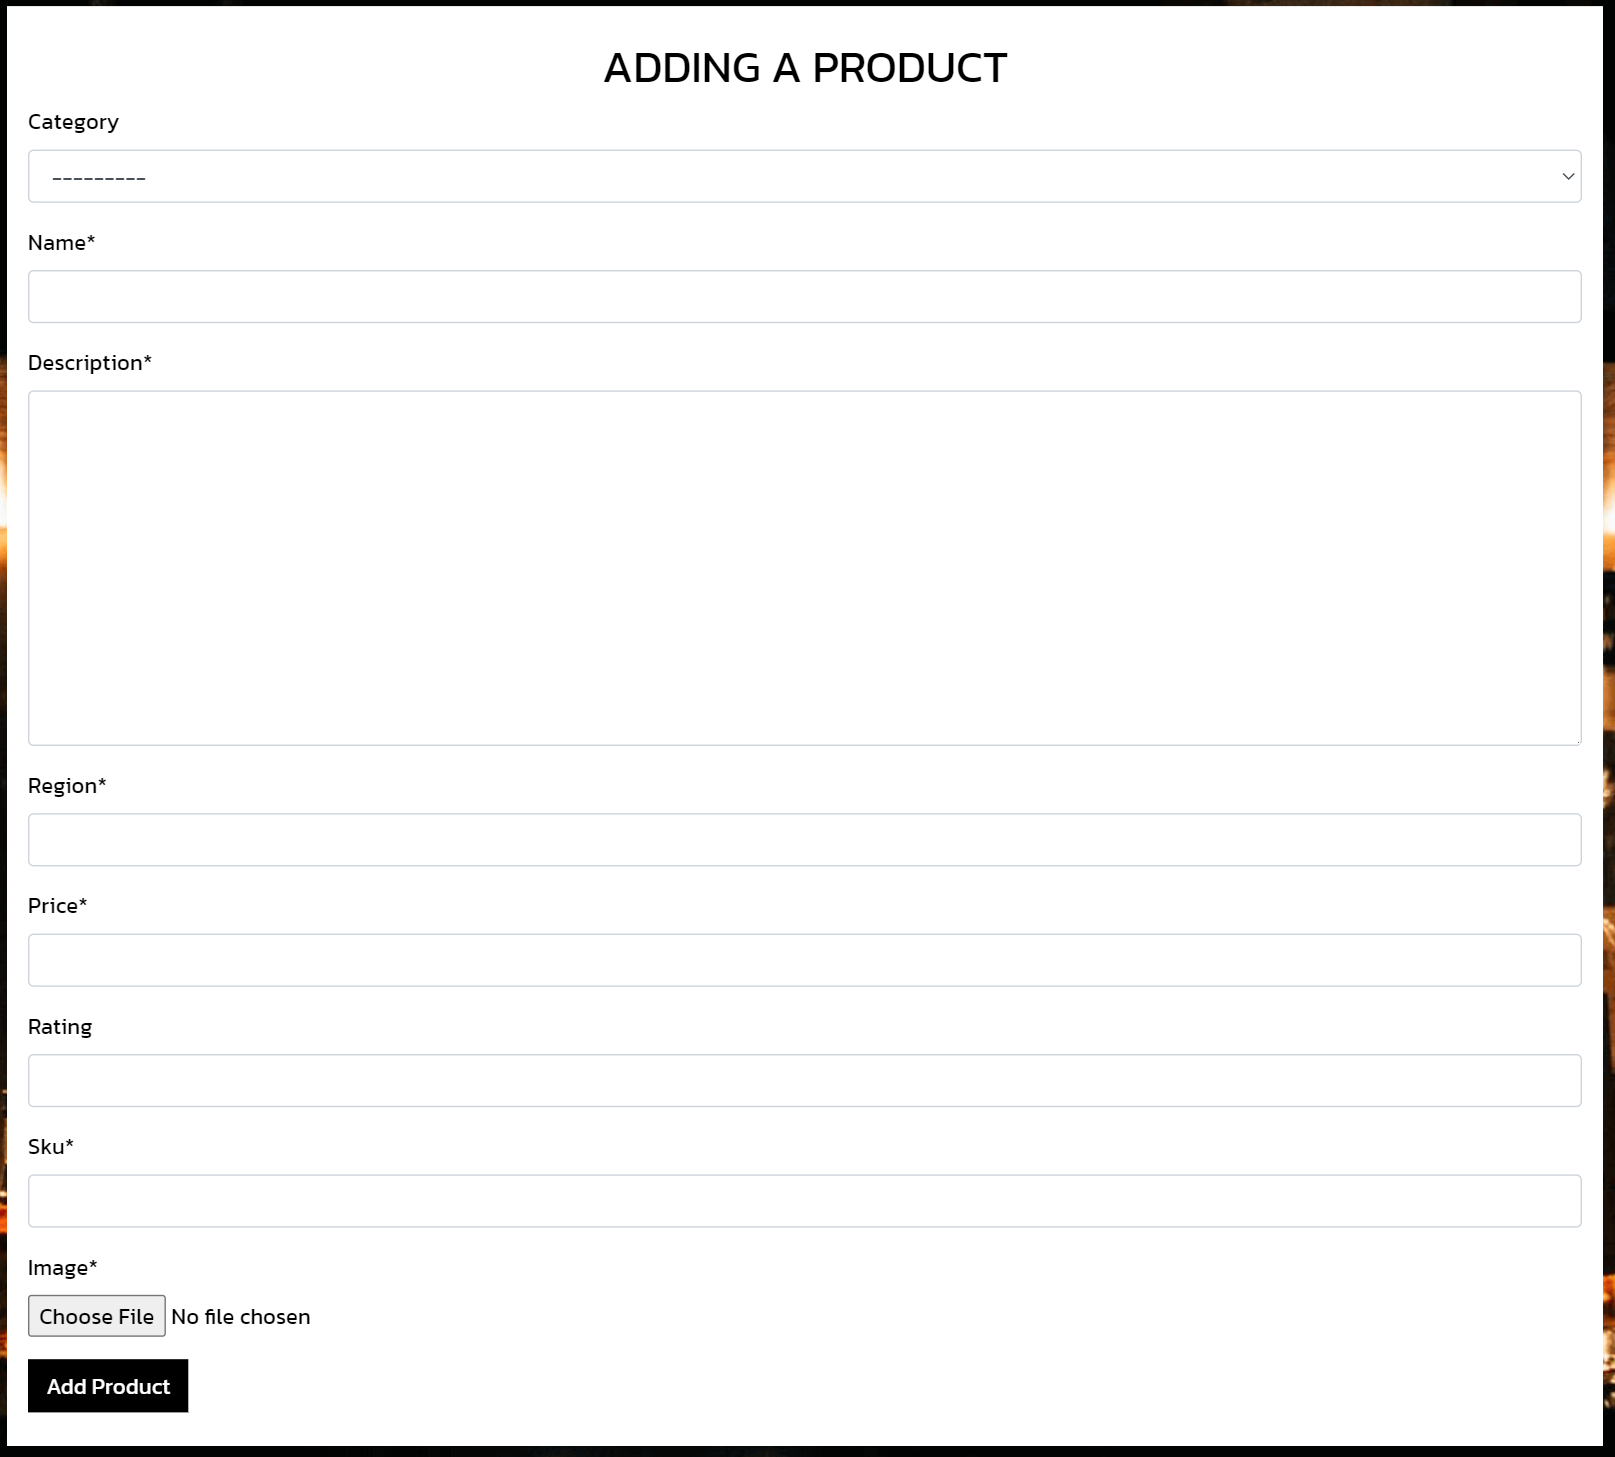 ADDING A PRODUCT
Category
---------
Name*
Description*
Region*
Price*
Rating
Sku*
Image*
Choose File No file chosen
Add Product